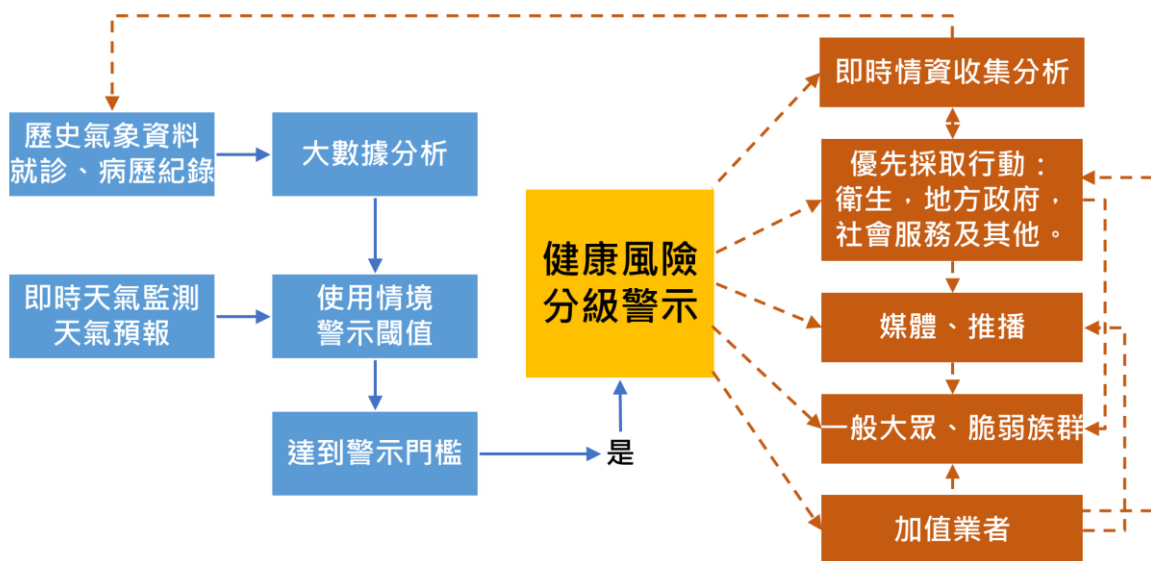 歷史氣象資料
就診、病歷紀錄
大數據分析
即時天氣監測
天氣預報
使用情境
警示閾值
達到警示門檻
是
健康風險
分級警示
即時情資收集分析
優先採取行動：
衛生，地方政府，
社會服務及其他。
媒體、推播
一般大眾、脆弱族群
加值業者